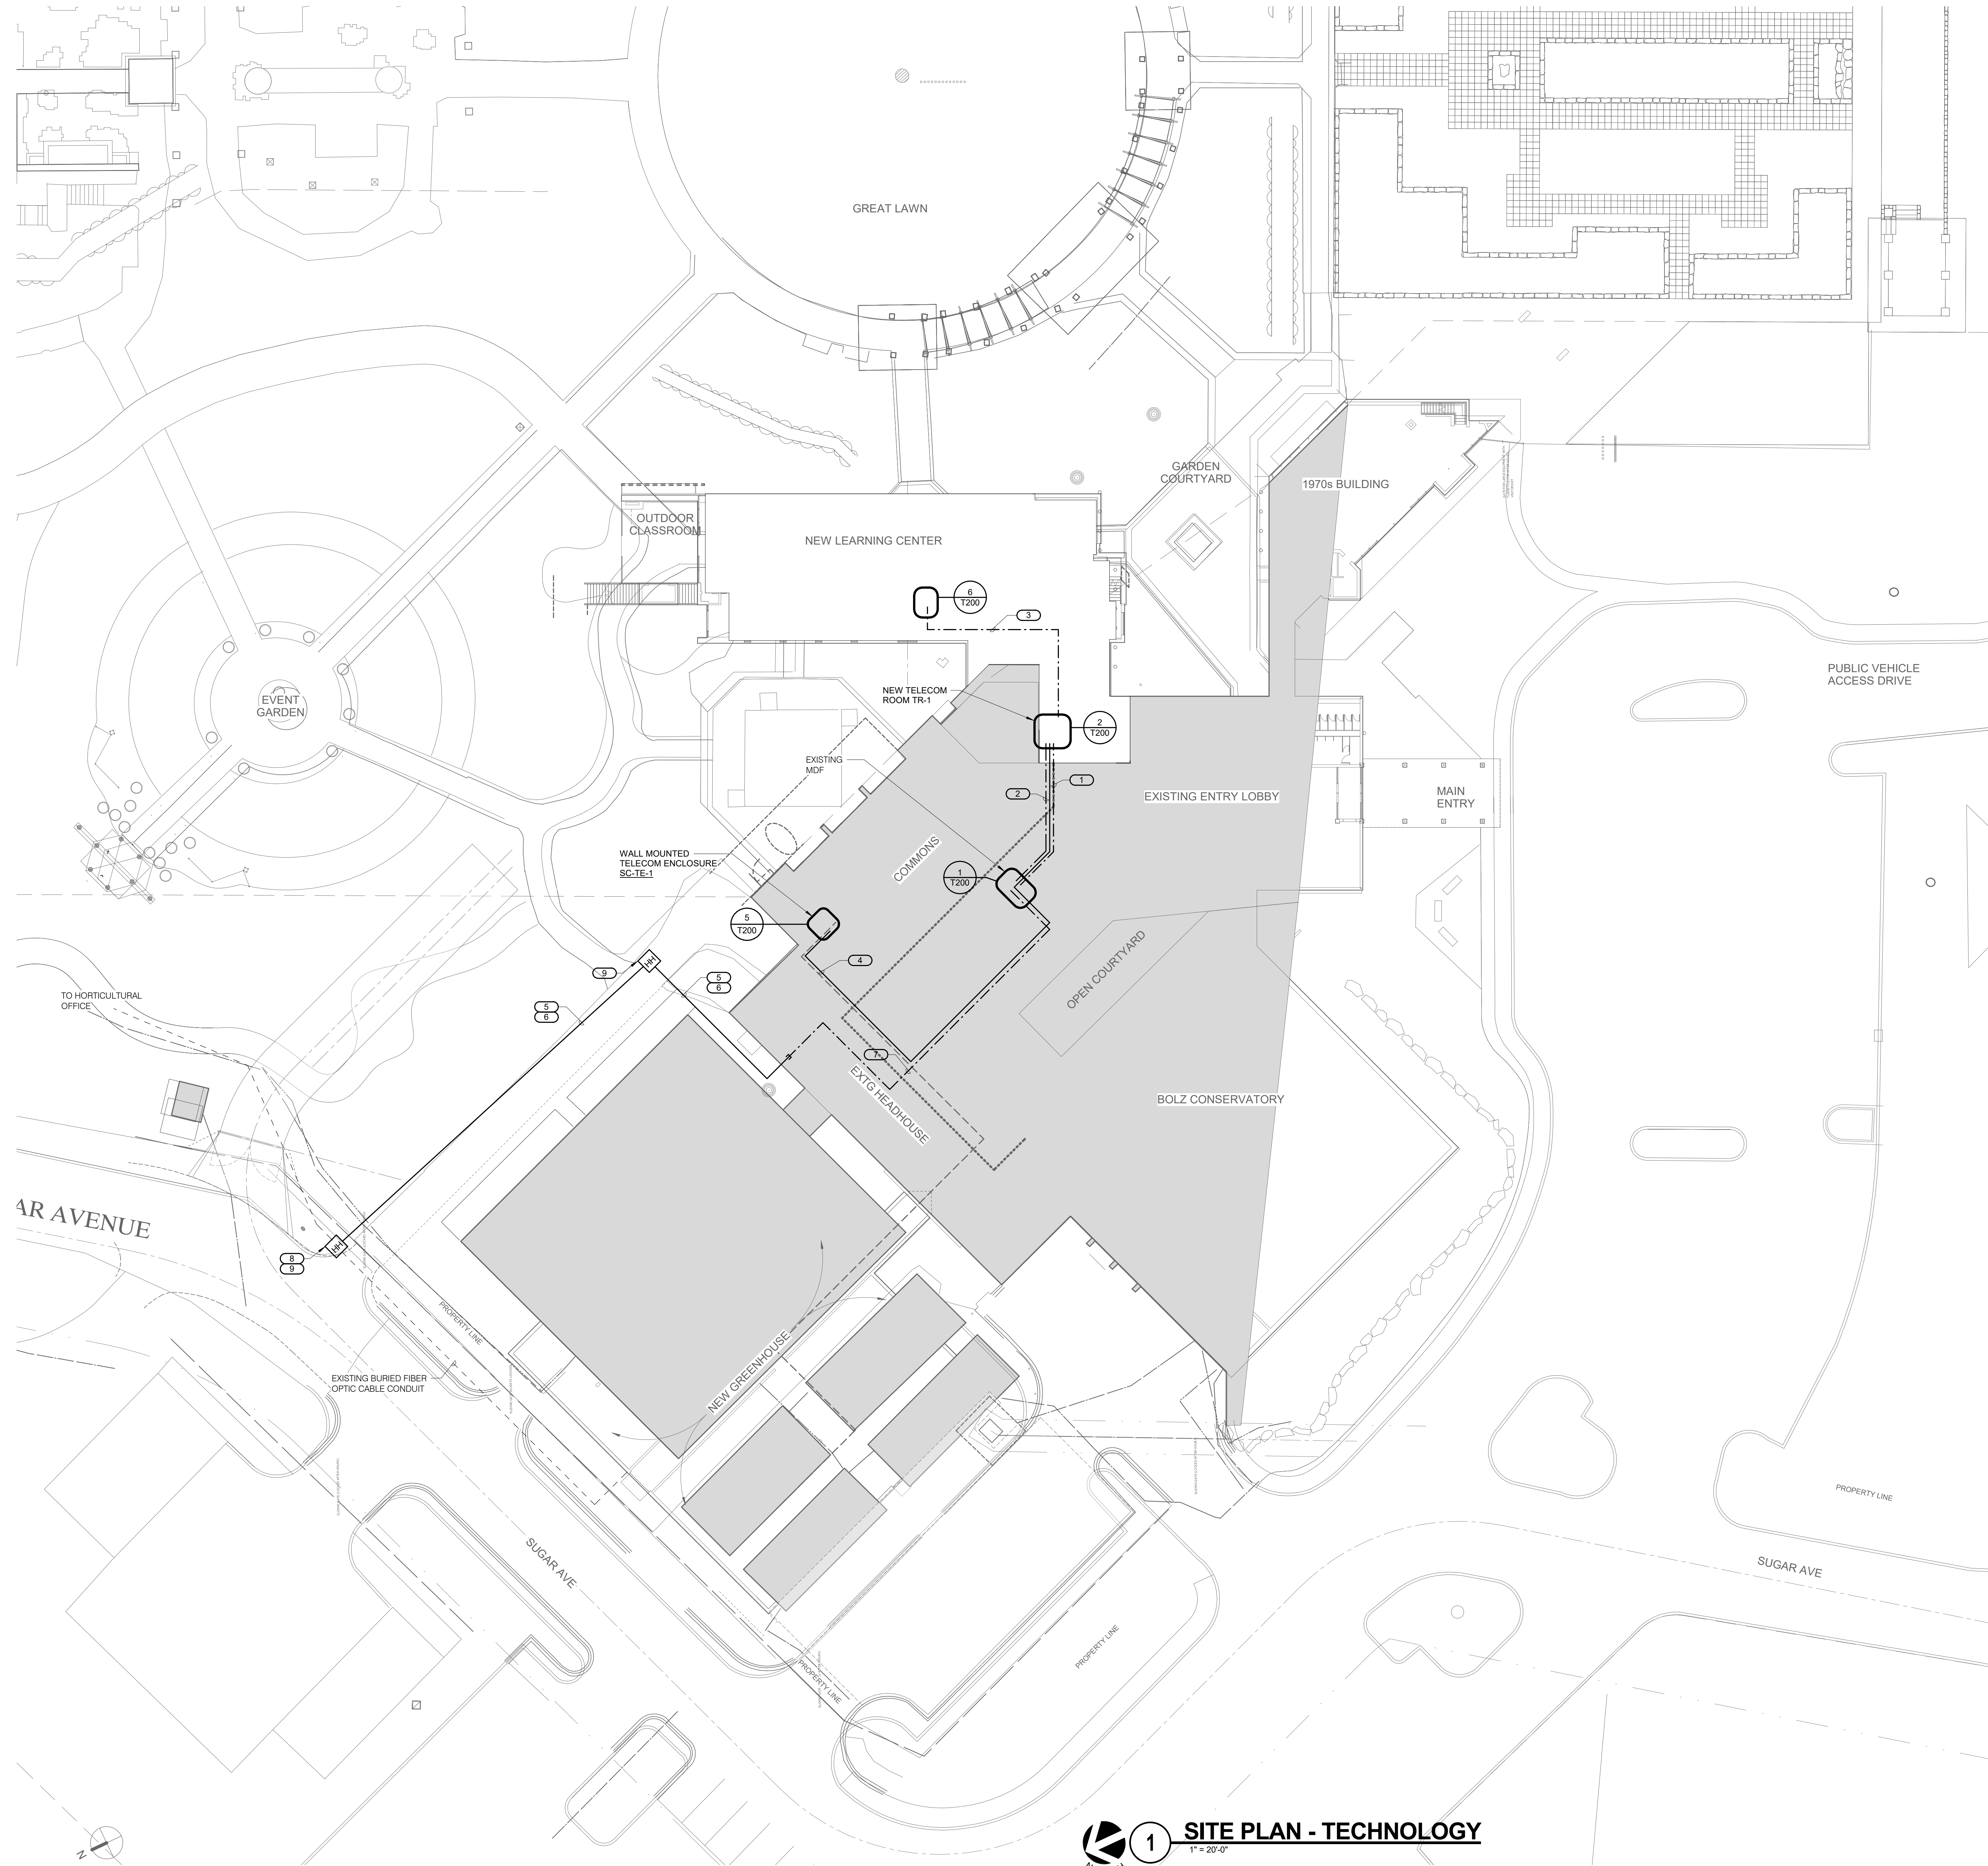 GREAT LAWN
GARDEN
COURTYARD
1970s BUILDING
OUTDOOR
CLASSROOM
NEW LEARNING CENTER
6
T200
3
EVENT
GARDEN
NEW TELECOM
ROOM TR-1
2
T200
PUBLIC VEHICLE
ACCESS DRIVE
EXISTING
MDF
1
2
EXISTING ENTRY LOBBY
MAIN
ENTRY
WALL MOUNTED
TELECOM ENCLOSURE
SC-TE-1
COMMONS
1
T200
5
T200
4
OPEN COURTYARD
HH
9
5
6
5
6
TO HORTICULTURAL
OFFICE
7
EXTG HEADHOUSE
BOLZ CONSERVATORY
AR AVENUE
HH
8
9
PROPERTY LINE
EXISTING BURIED FIBER
OPTIC CABLE CONDUIT
NEW GREENHOUSE
PROPERTY LINE
SUGAR AVE
SUGAR AVE
PROPERTY LINE
PROPERTY LINE
N
1
SITE PLAN - TECHNOLOGY
1" = 20'-0"